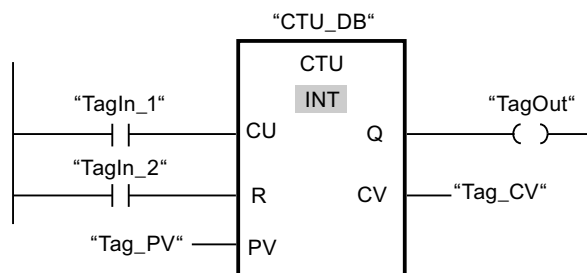 “CTU_DB“
CTU
INT
“TagIn_1“ CU Q “TagOut“
“TagIn_2“ R CV “Tag_CV“
“Tag_PV“ PV